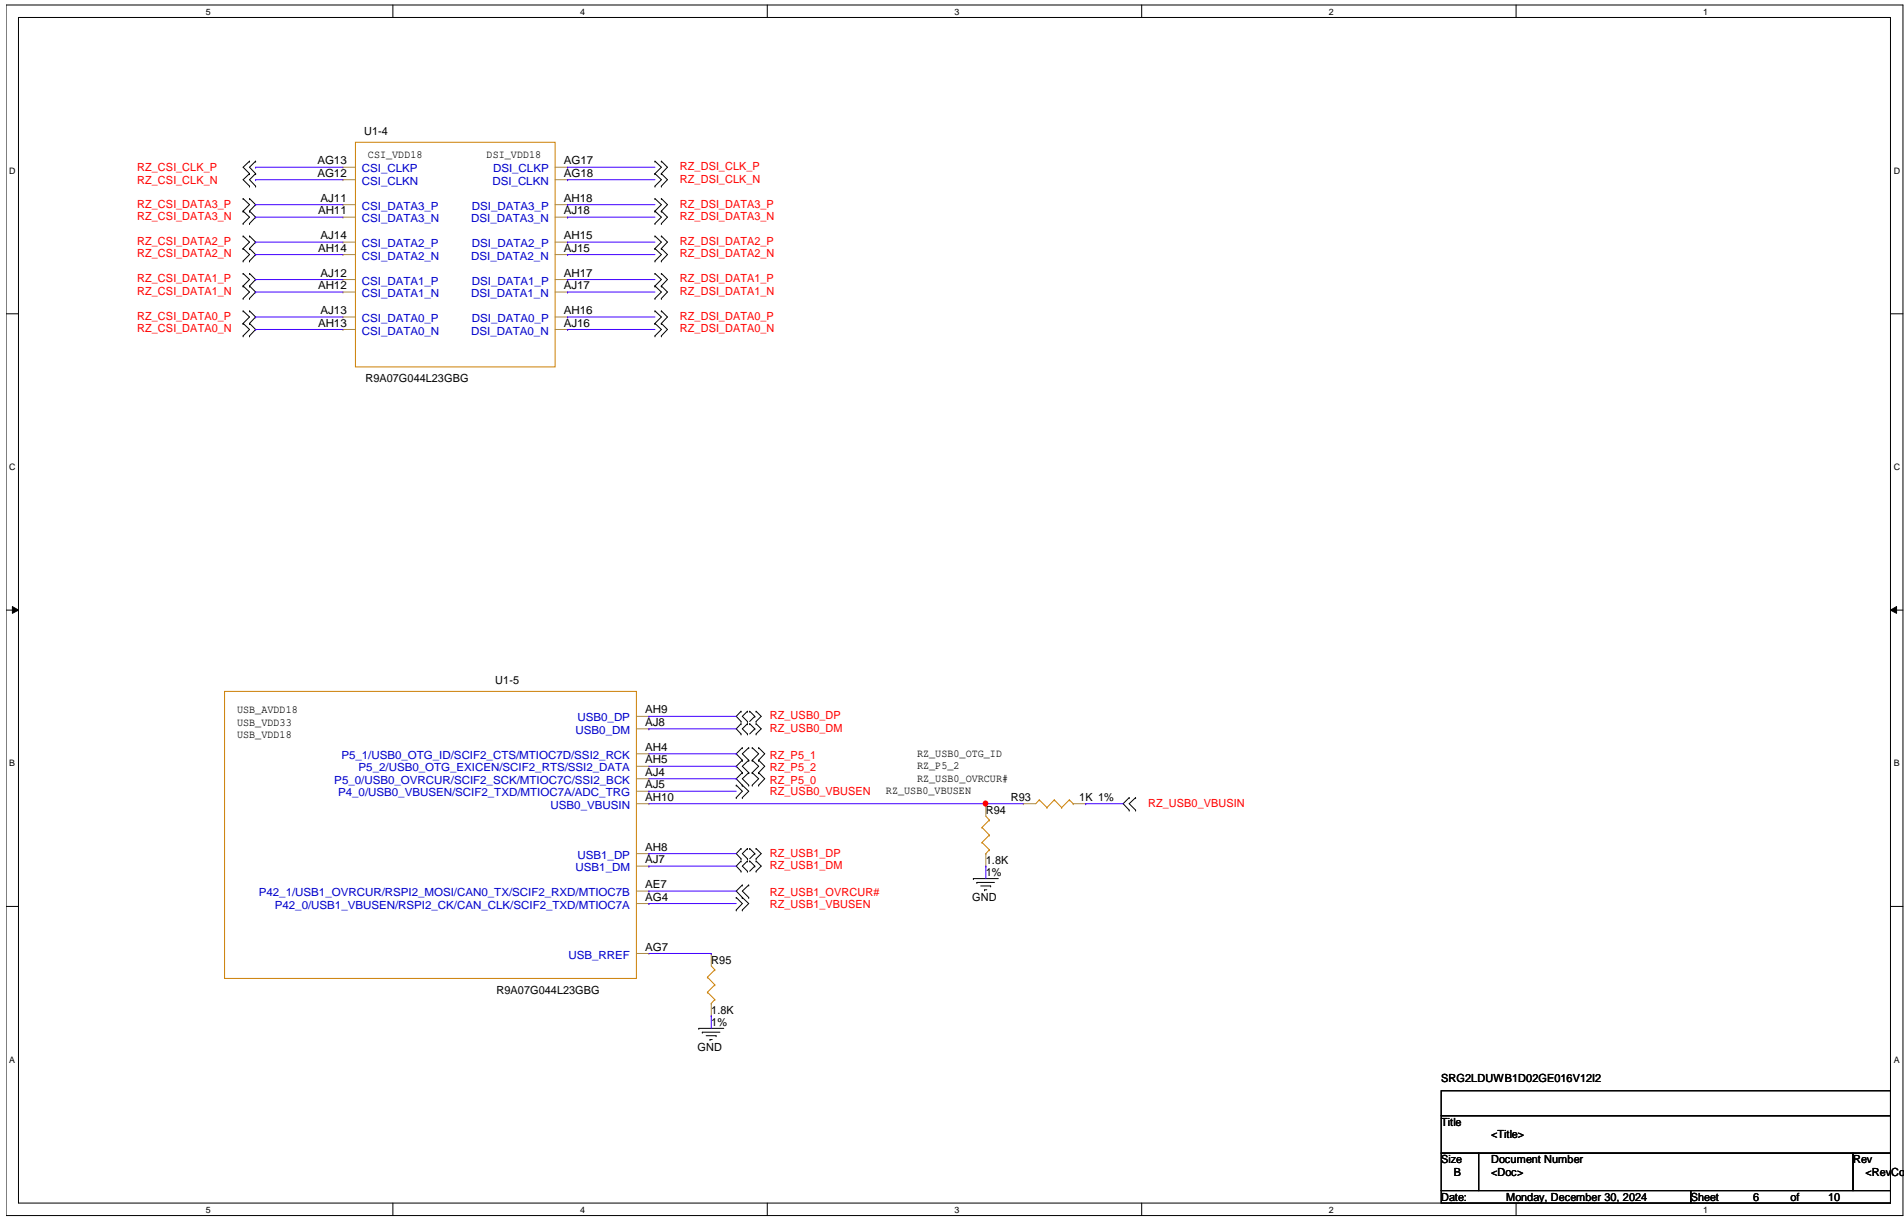 5 4 3 2 1
U1-4
CSI_VDD18 DSI_VDD18
RZ_CSI_CLK_P AG13 CSI_CLKP DSI_CLKP AG17 RZ_DSI_CLK_P
RZ_CSI_CLK_N AG12 CSI_CLKN DSI_CLKN AG18 RZ_DSI_CLK_N
D D
RZ_CSI_DATA3_P AJ11 CSI_DATA3_P DSI_DATA3_P AH18 RZ_DSI_DATA3_P
RZ_CSI_DATA3_N AH11 CSI_DATA3_N DSI_DATA3_N AJ18 RZ_DSI_DATA3_N
RZ_CSI_DATA2_P AJ14 CSI_DATA2_P DSI_DATA2_P AH15 RZ_DSI_DATA2_P
RZ_CSI_DATA2_N AH14 CSI_DATA2_N DSI_DATA2_N AJ15 RZ_DSI_DATA2_N
RZ_CSI_DATA1_P AJ12 CSI_DATA1_P DSI_DATA1_P AH17 RZ_DSI_DATA1_P
RZ_CSI_DATA1_N AH12 CSI_DATA1_N DSI_DATA1_N AJ17 RZ_DSI_DATA1_N
RZ_CSI_DATA0_P AJ13 CSI_DATA0_P DSI_DATA0_P AH16 RZ_DSI_DATA0_P
RZ_CSI_DATA0_N AH13 CSI_DATA0_N DSI_DATA0_N AJ16 RZ_DSI_DATA0_N
R9A07G044L23GBG
C C
U1-5
USB_AVDD18
USB_VDD33
USB_VDD18
USB0_DP AH9 RZ_USB0_DP
USB0_DM AJ8 RZ_USB0_DM
P5_1/USB0_OTG_ID/SCIF2_CTS/MTIOC7D/SSI2_RCK AH4 RZ_P5_1 RZ_USB0_OTG_ID
B B
P5_2/USB0_OTG_EXICEN/SCIF2_RTS/SSI2_DATA AH5 RZ_P5_2 RZ_P5_2
P5_0/USB0_OVRCUR/SCIF2_SCK/MTIOC7C/SSI2_BCK AJ4 RZ_P5_0 RZ_USB0_OVRCUR#
P4_0/USB0_VBUSEN/SCIF2_TXD/MTIOC7A/ADC_TRG AJ5 RZ_USB0_VBUSEN RZ_USB0_VBUSEN
USB0_VBUSIN AH10 R93 1K 1% RZ_USB0_VBUSIN
R94
1.8K
1%
GND
USB1_DP AH8 RZ_USB1_DP
USB1_DM AJ7 RZ_USB1_DM
P42_1/USB1_OVRCUR/RSPI2_MOSI/CAN0_TX/SCIF2_RXD/MTIOC7B AE7 RZ_USB1_OVRCUR#
P42_0/USB1_VBUSEN/RSPI2_CK/CAN_CLK/SCIF2_TXD/MTIOC7A AG4 RZ_USB1_VBUSEN
USB_RREF AG7
R95
1.8K
1%
GND
R9A07G044L23GBG
A A
SRG2LDUWB1D02GE016V12I2
Title
<Title>
Size Document Number Rev
B <Doc> <RevCo
Date: Monday, December 30, 2024 Sheet 6 of 10
5 4 3 2 1